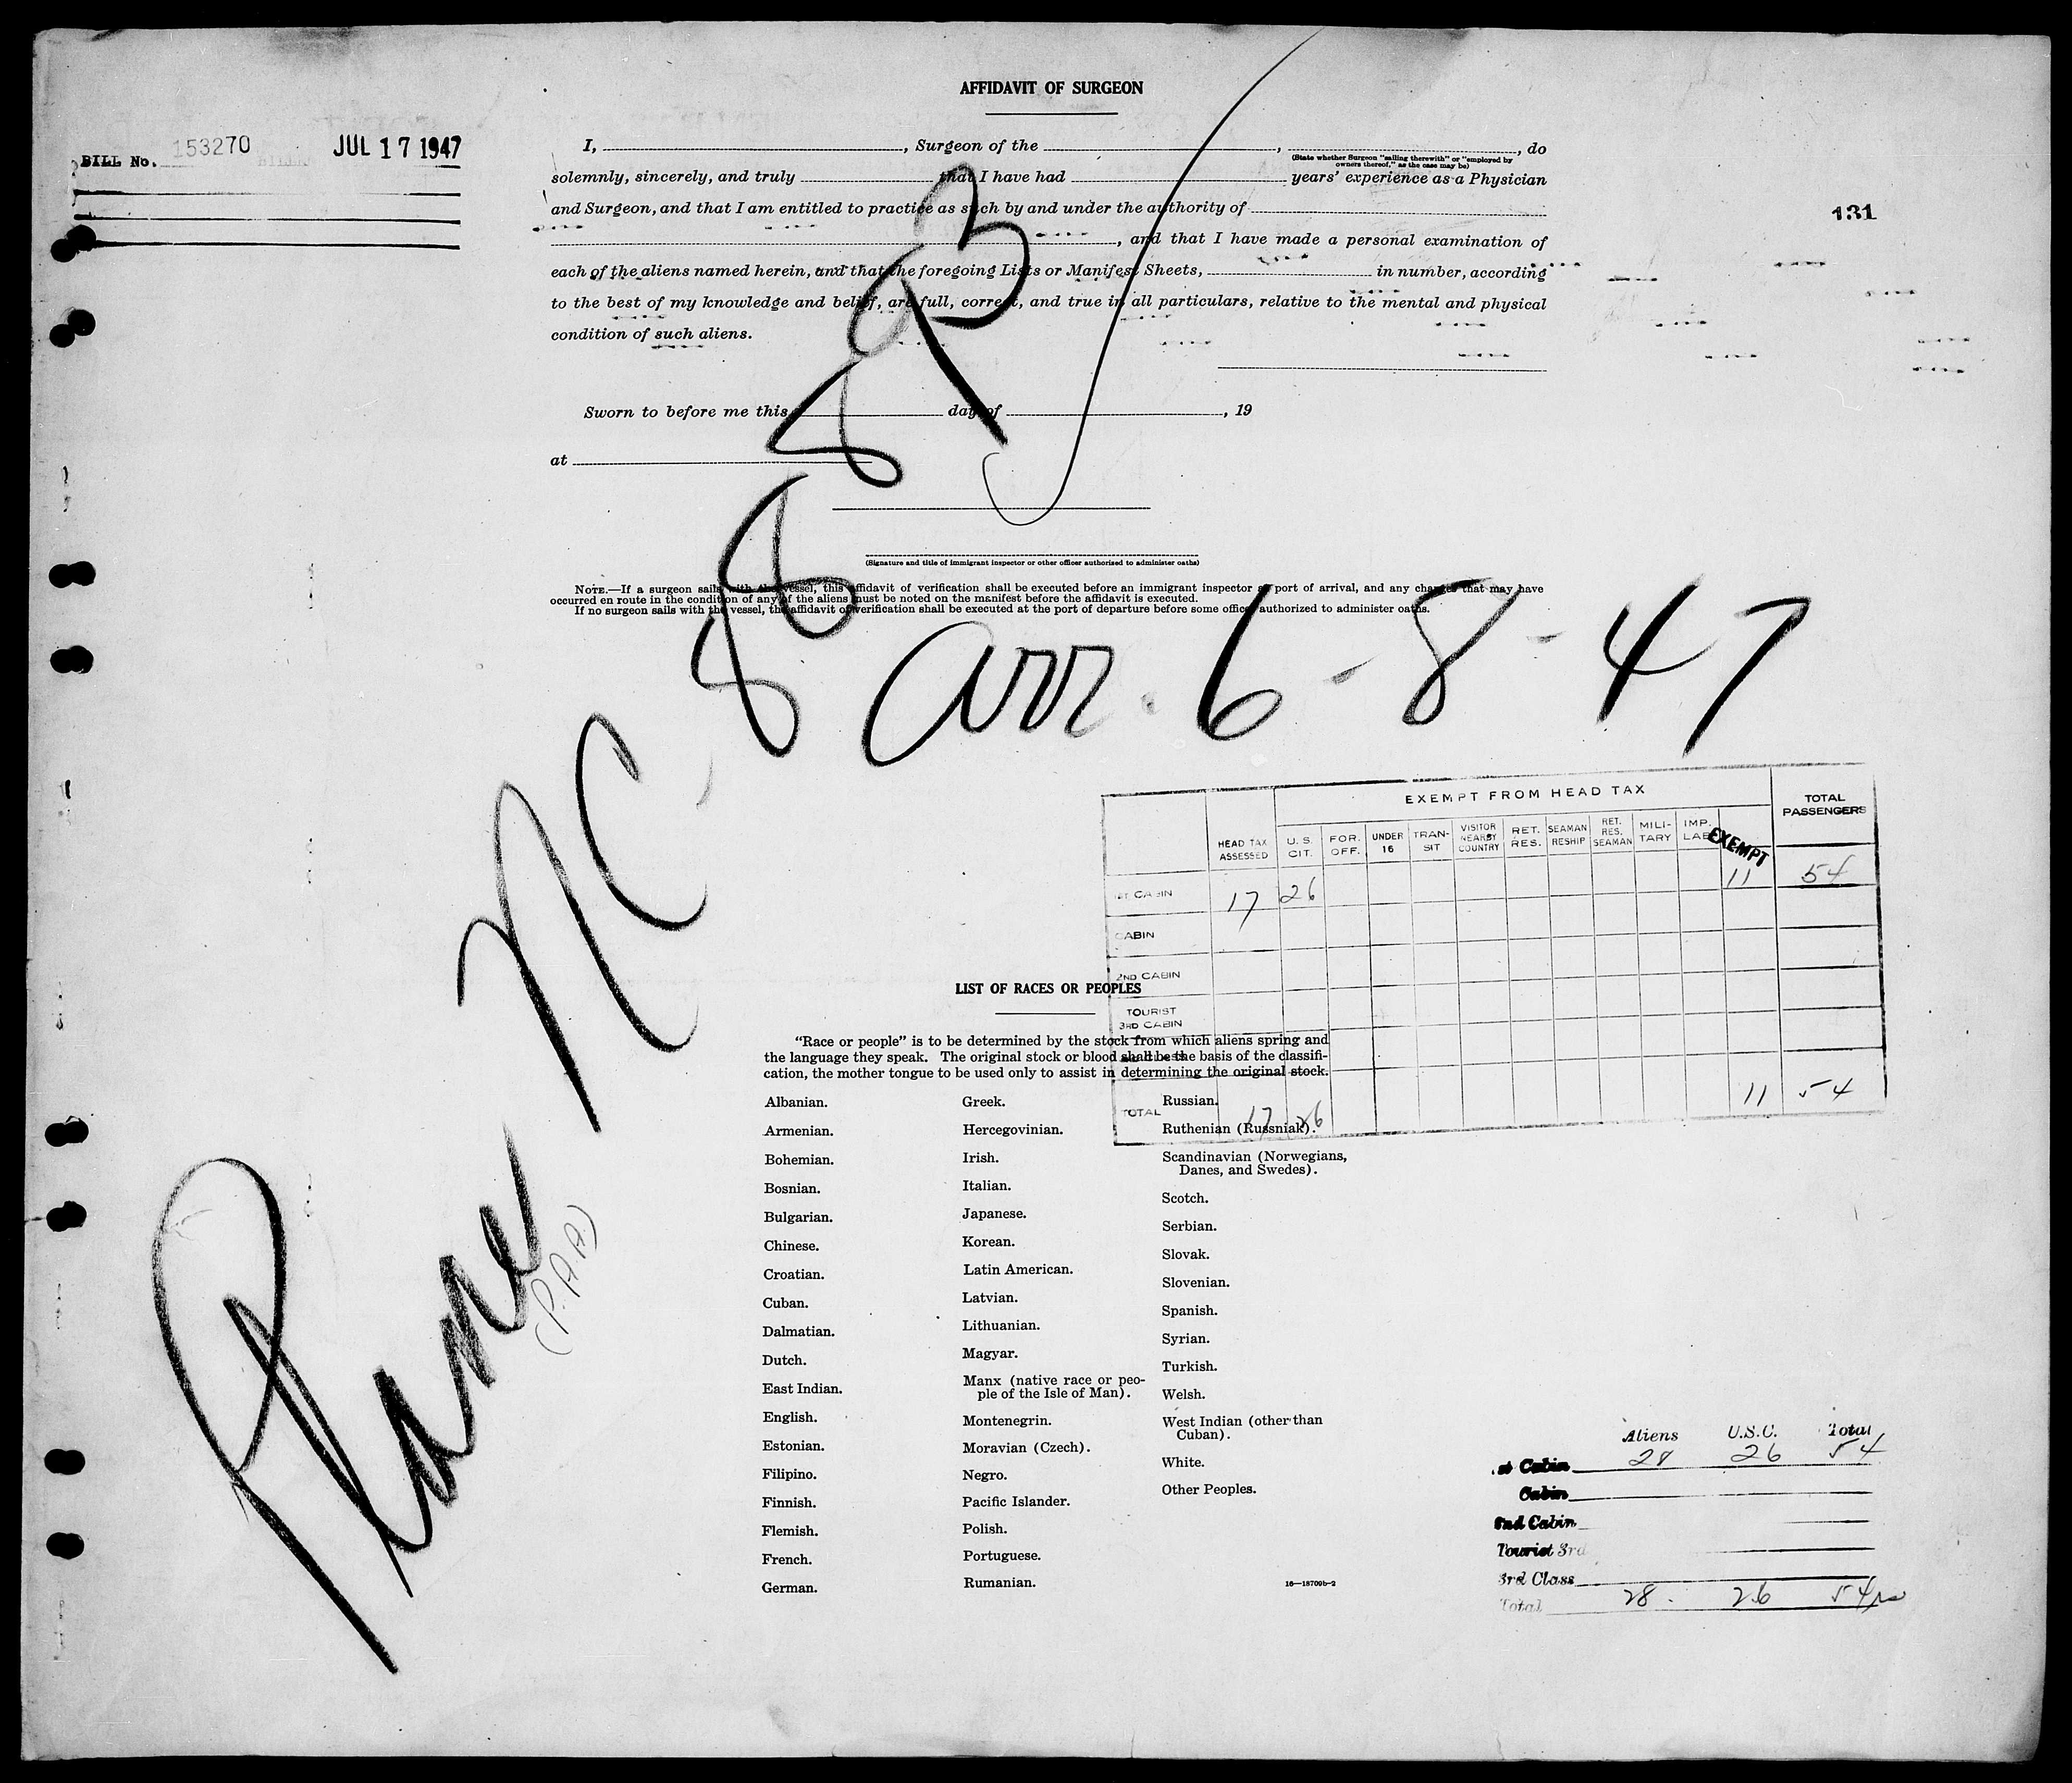 AFFIDAVIT OF SURGEON
BILL No. 153270 JUL 17 1947
I, , Surgeon of the , , do
(State whether Surgeon "sailing therewith" or "employed by
owners thereof," as the case may be)
solemnly, sincerely, and truly that I have had years' experience as a Physician
and Surgeon, and that I am entitled to practice as such by and under the authority of
131
, and that I have made a personal examination of
each of the aliens named herein, and that the foregoing Lists or Manifest Sheets, in number, according
to the best of my knowledge and belief, are full, correct, and true in all particulars, relative to the mental and physical
condition of such aliens.
Sworn to before me this day of , 19
at
(Signature and title of immigrant inspector or other officer authorized to administer oaths)
NOTE.—If a surgeon sails with the vessel, this affidavit of verification shall be executed before an immigrant inspector at port of arrival, and any changes that may have
occurred en route in the condition of any of the aliens must be noted on the manifest before the affidavit is executed.
If no surgeon sails with the vessel, the affidavit of verification shall be executed at the port of departure before some officer authorized to administer oaths.
Plane NC-888
(P.A.A.)
arr. 6-8-47
EXEMPT FROM HEAD TAX
HEAD TAX ASSESSED
U. S. CIT.
FOR. OFF.
UNDER 16
TRAN- SIT
VISITOR NEARBY COUNTRY
RET. RES.
SEAMAN RESHIP
RET. RES. SEAMAN
MILI- TARY
IMP. LAB
EXEMPT
TOTAL PASSENGERS
1st CABIN 17 26 11 54
CABIN
2ND CABIN
TOURIST
3RD CABIN
TOTAL 17 26 11 54
LIST OF RACES OR PEOPLES
"Race or people" is to be determined by the stock from which aliens spring and
the language they speak. The original stock or blood shall be the basis of the classifi-
cation, the mother tongue to be used only to assist in determining the original stock.
Albanian.
Armenian.
Bohemian.
Bosnian.
Bulgarian.
Chinese.
Croatian.
Cuban.
Dalmatian.
Dutch.
East Indian.
English.
Estonian.
Filipino.
Finnish.
Flemish.
French.
German.
Greek.
Hercegovinian.
Irish.
Italian.
Japanese.
Korean.
Latin American.
Latvian.
Lithuanian.
Magyar.
Manx (native race or peo-
ple of the Isle of Man).
Montenegrin.
Moravian (Czech).
Negro.
Pacific Islander.
Polish.
Portuguese.
Rumanian.
Russian.
Ruthenian (Russniak).
Scandinavian (Norwegians,
Danes, and Swedes).
Scotch.
Serbian.
Slovak.
Slovenian.
Spanish.
Syrian.
Turkish.
Welsh.
West Indian (other than
Cuban).
White.
Other Peoples.
16—18709b-2
Aliens U.S.C. Total
st Cabin 28 26 54
Cabin
2nd Cabin
Tourist 3rd
3rd Class
Total 28. 26 54